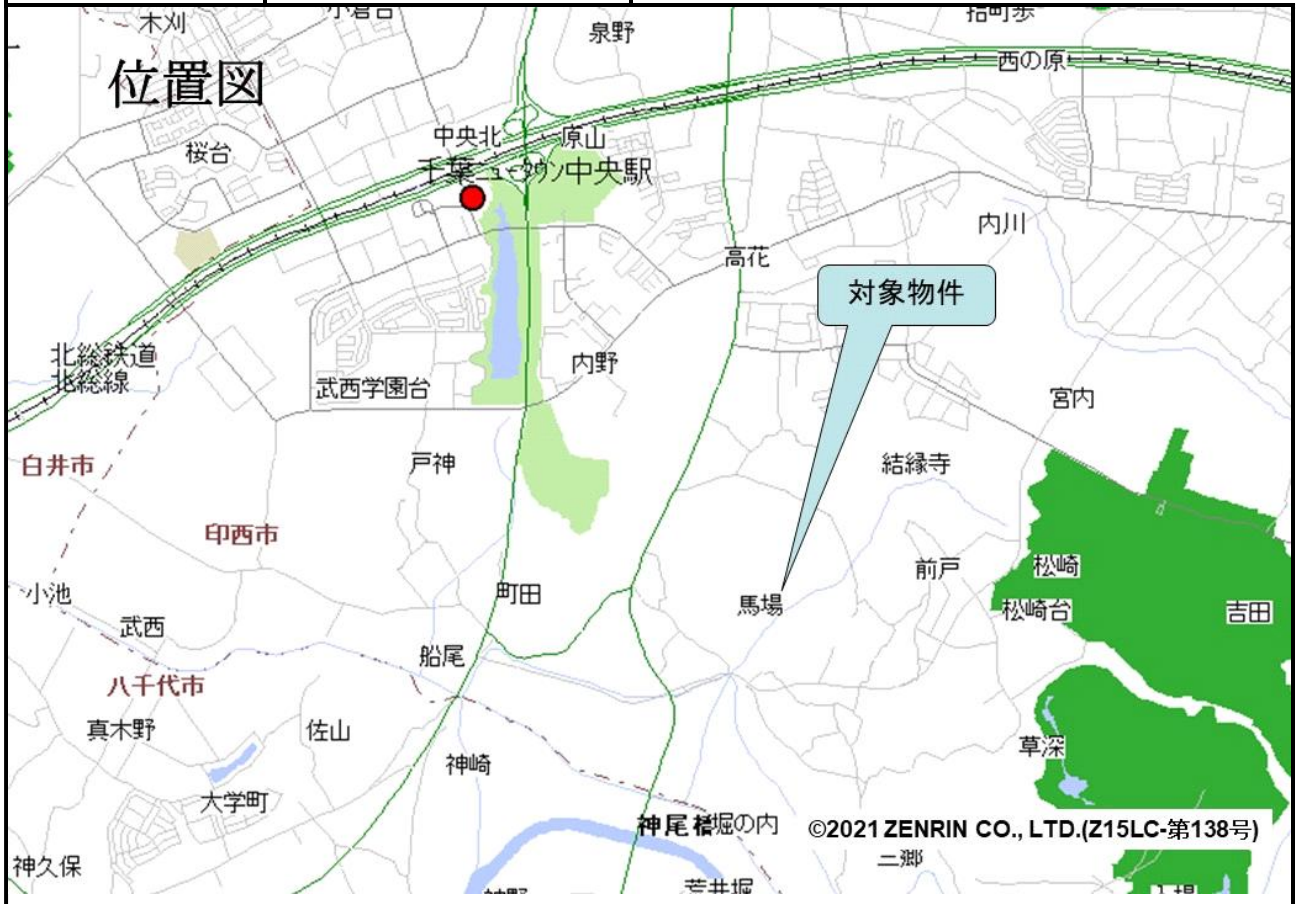 木刈
小倉台
泉野
西の原
位置図
中央北
原山
桜台
千葉ニュータウン中央駅
内川
高花
対象物件
北総鉄道
北総線
内野
武西学園台
宮内
白井市
戸神
結縁寺
印西市
前戸
松崎
小池
町田
馬場
松崎台
吉田
武西
船尾
八千代市
真木野
佐山
草深
神崎
大学町
神尾橋
堀の内
©2021 ZENRIN CO., LTD.(Z15LC-第138号)
三郷
神久保